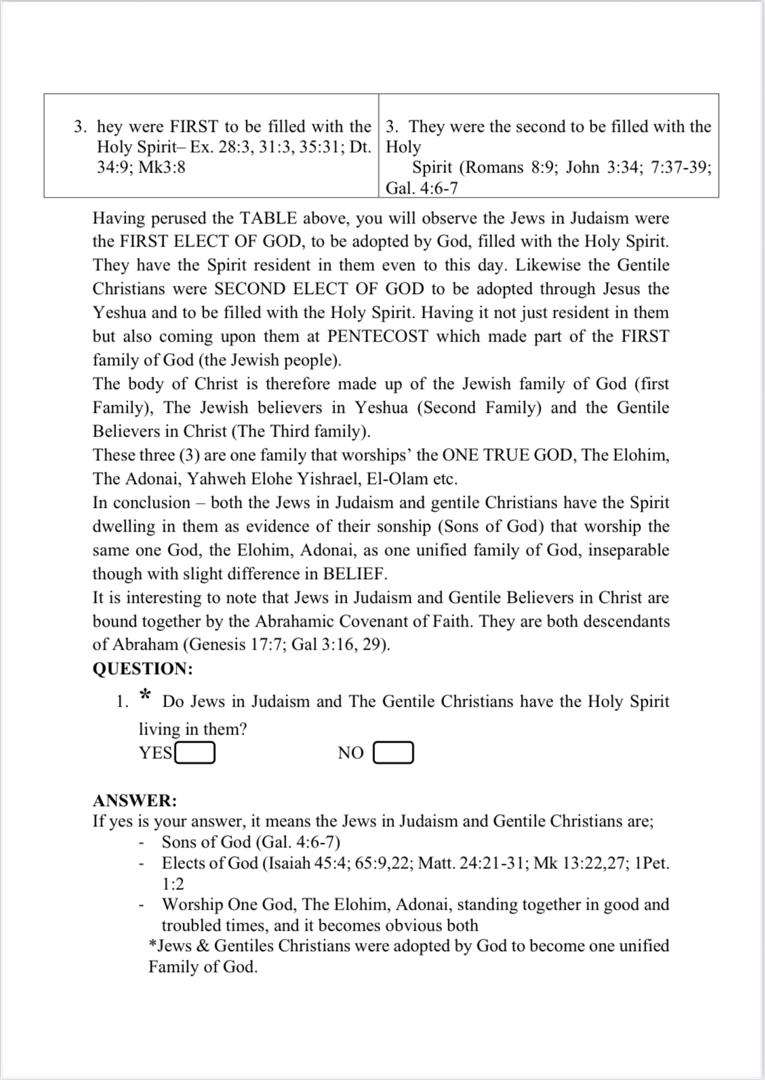 3. hey were FIRST to be filled with the
Holy Spirit– Ex. 28:3, 31:3, 35:31; Dt.
34:9; Mk3:8
3. They were the second to be filled with the
Holy
Spirit (Romans 8:9; John 3:34; 7:37-39;
Gal. 4:6-7
Having perused the TABLE above, you will observe the Jews in Judaism were
the FIRST ELECT OF GOD, to be adopted by God, filled with the Holy Spirit.
They have the Spirit resident in them even to this day. Likewise the Gentile
Christians were SECOND ELECT OF GOD to be adopted through Jesus the
Yeshua and to be filled with the Holy Spirit. Having it not just resident in them
but also coming upon them at PENTECOST which made part of the FIRST
family of God (the Jewish people).
The body of Christ is therefore made up of the Jewish family of God (first
Family), The Jewish believers in Yeshua (Second Family) and the Gentile
Believers in Christ (The Third family).
These three (3) are one family that worships’ the ONE TRUE GOD, The Elohim,
The Adonai, Yahweh Elohe Yishrael, El-Olam etc.
In conclusion – both the Jews in Judaism and gentile Christians have the Spirit
dwelling in them as evidence of their sonship (Sons of God) that worship the
same one God, the Elohim, Adonai, as one unified family of God, inseparable
though with slight difference in BELIEF.
It is interesting to note that Jews in Judaism and Gentile Believers in Christ are
bound together by the Abrahamic Covenant of Faith. They are both descendants
of Abraham (Genesis 17:7; Gal 3:16, 29).
QUESTION:
1. * Do Jews in Judaism and The Gentile Christians have the Holy Spirit
living in them?
YES NO
ANSWER:
If yes is your answer, it means the Jews in Judaism and Gentile Christians are;
- Sons of God (Gal. 4:6-7)
- Elects of God (Isaiah 45:4; 65:9,22; Matt. 24:21-31; Mk 13:22,27; 1Pet.
1:2
- Worship One God, The Elohim, Adonai, standing together in good and
troubled times, and it becomes obvious both
*Jews & Gentiles Christians were adopted by God to become one unified
Family of God.